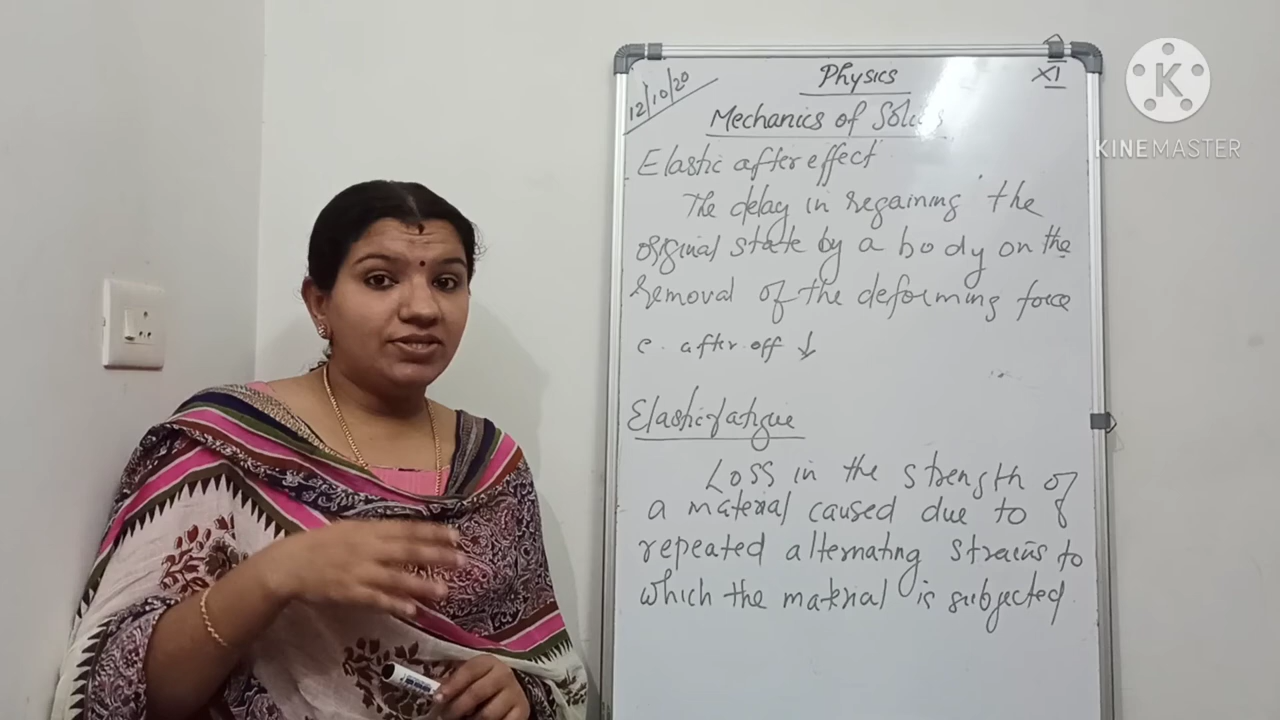 12/10/20
Physics
XI
Mechanics of Solids
Elastic after effect
The delay in regaining the
original state by a body on the
removal of the deforming force
e. after. off ↓
Elastic fatigue
Loss in the strength of
a material caused due to
repeated alternating strains to
which the material is subjected.
K
KINEMASTER